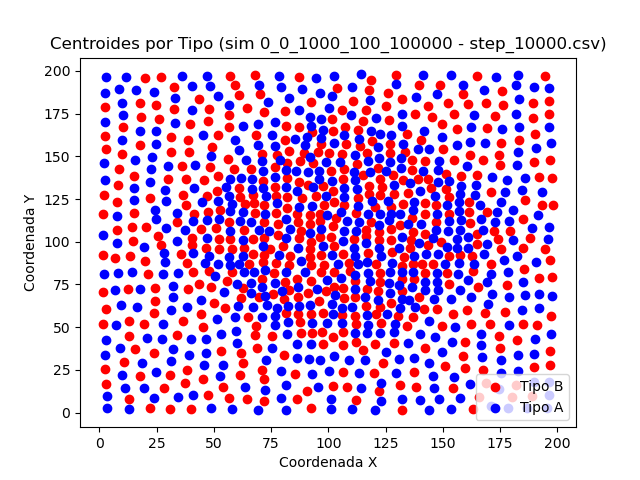 Centroides por Tipo (sim 0_0_1000_100_100000 - step_10000.csv)
200
175
150
125
100
75
50
25
0
Coordenada Y
0 25 50 75 100 125 150 175 200
Coordenada X
Tipo B
Tipo A